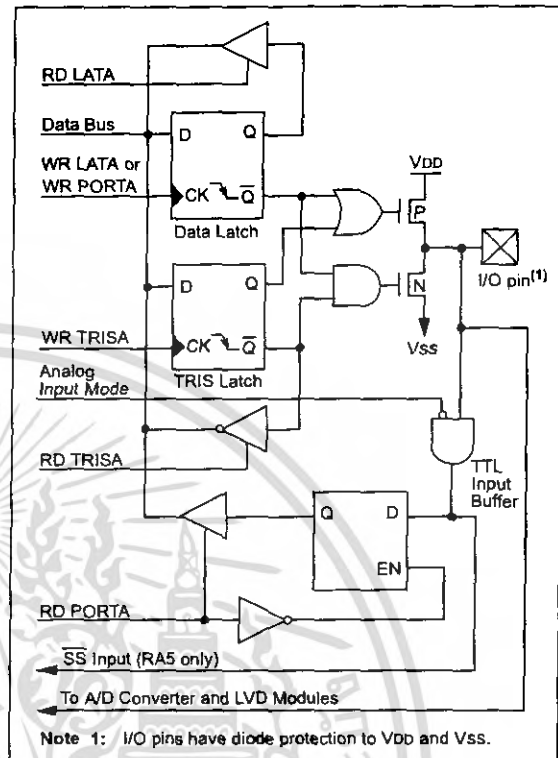 RD LATA
Data Bus
D Q
WR LATA or
WR PORTA
CK Q
Data Latch
VDD
P
I/O pin(1)
N
VSS
D Q
WR TRISA
CK Q
TRIS Latch
Analog
Input Mode
RD TRISA
TTL
Input
Buffer
Q D
EN
RD PORTA
SS Input (RA5 only)
To A/D Converter and LVD Modules
Note 1: I/O pins have diode protection to VDD and VSS.